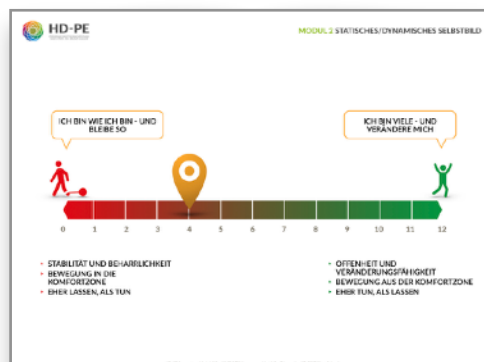 HD-PE
MODUL 2 STATISCHES/DYNAMISCHES SELBSTBILD
ICH BIN WIE ICH BIN - UND
BLEIBE SO
ICH BIN VIELE - UND
VERÄNDERE MICH
0 1 2 3 4 5 6 7 8 9 10 11 12
• STABILITÄT UND BEHARRLICHKEIT
• BEWEGUNG IN DIE
KOMFORTZONE
• EHER LASSEN, ALS TUN
• OFFENHEIT UND
VERÄNDERUNGSFÄHIGKEIT
• BEWEGUNG AUS DER KOMFORTZONE
• EHER TUN, ALS LASSEN